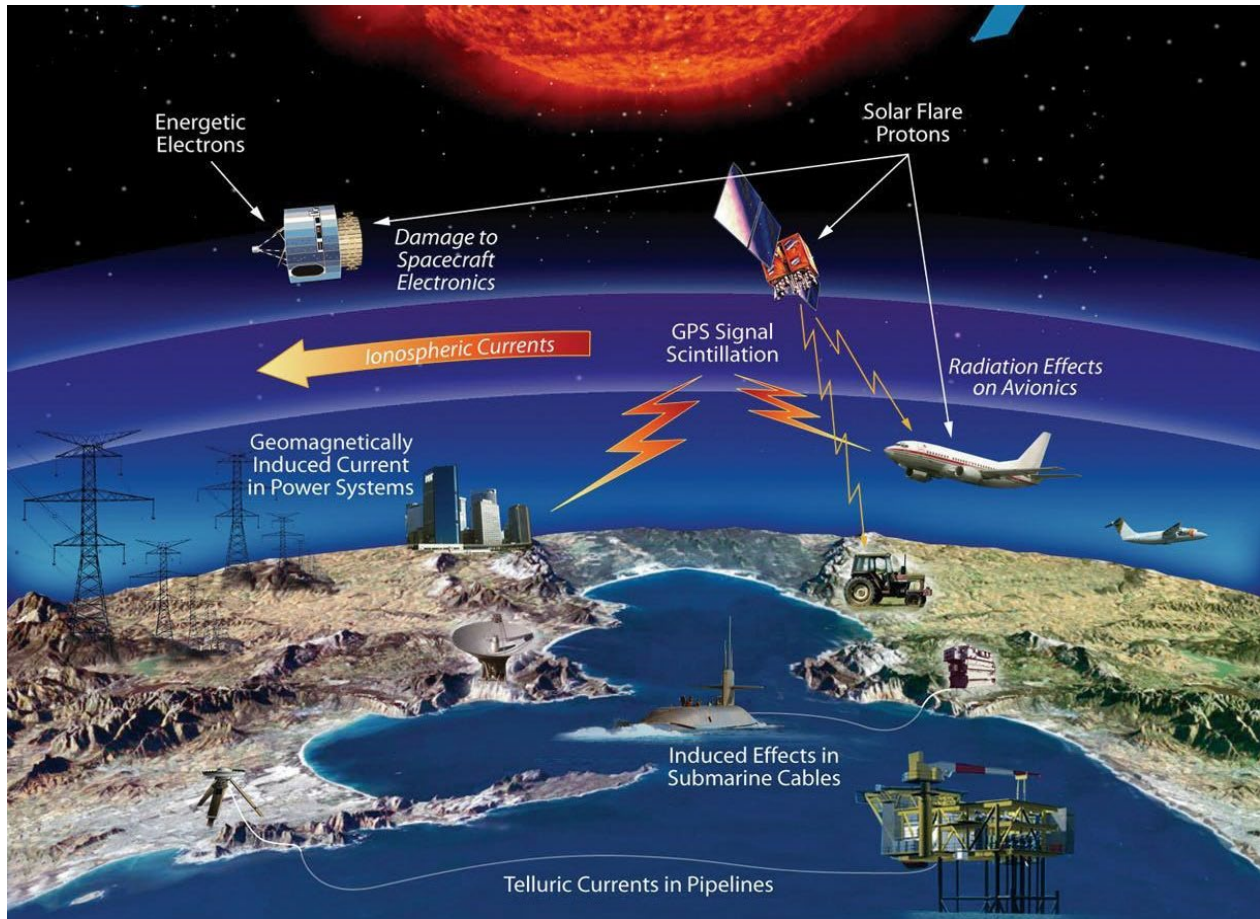 Solar Flare
Protons
Energetic
Electrons
Damage to
Spacecraft
Electronics
GPS Signal
Scintillation
Ionospheric Currents
Radiation Effects
on Avionics
Geomagnetically
Induced Current
in Power Systems
Induced Effects in
Submarine Cables
Telluric Currents in Pipelines